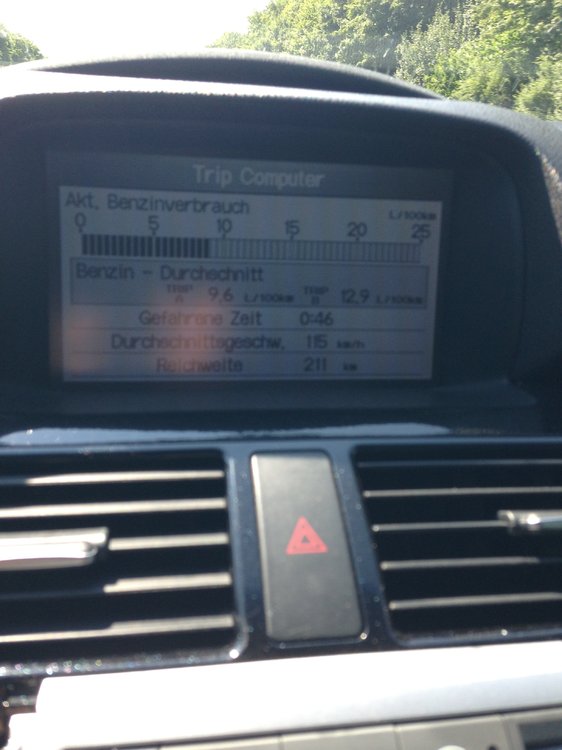 Trip Computer
Akt. Benzinverbrauch L/100km
0 5 10 15 20 25
Benzin - Durchschnitt
TRIP A 9,6 L/100km TRIP B 12,9 L/100km
Gefahrene Zeit 0:46
Durchschnittsgeschw. 115 km/h
Reichweite 211 km